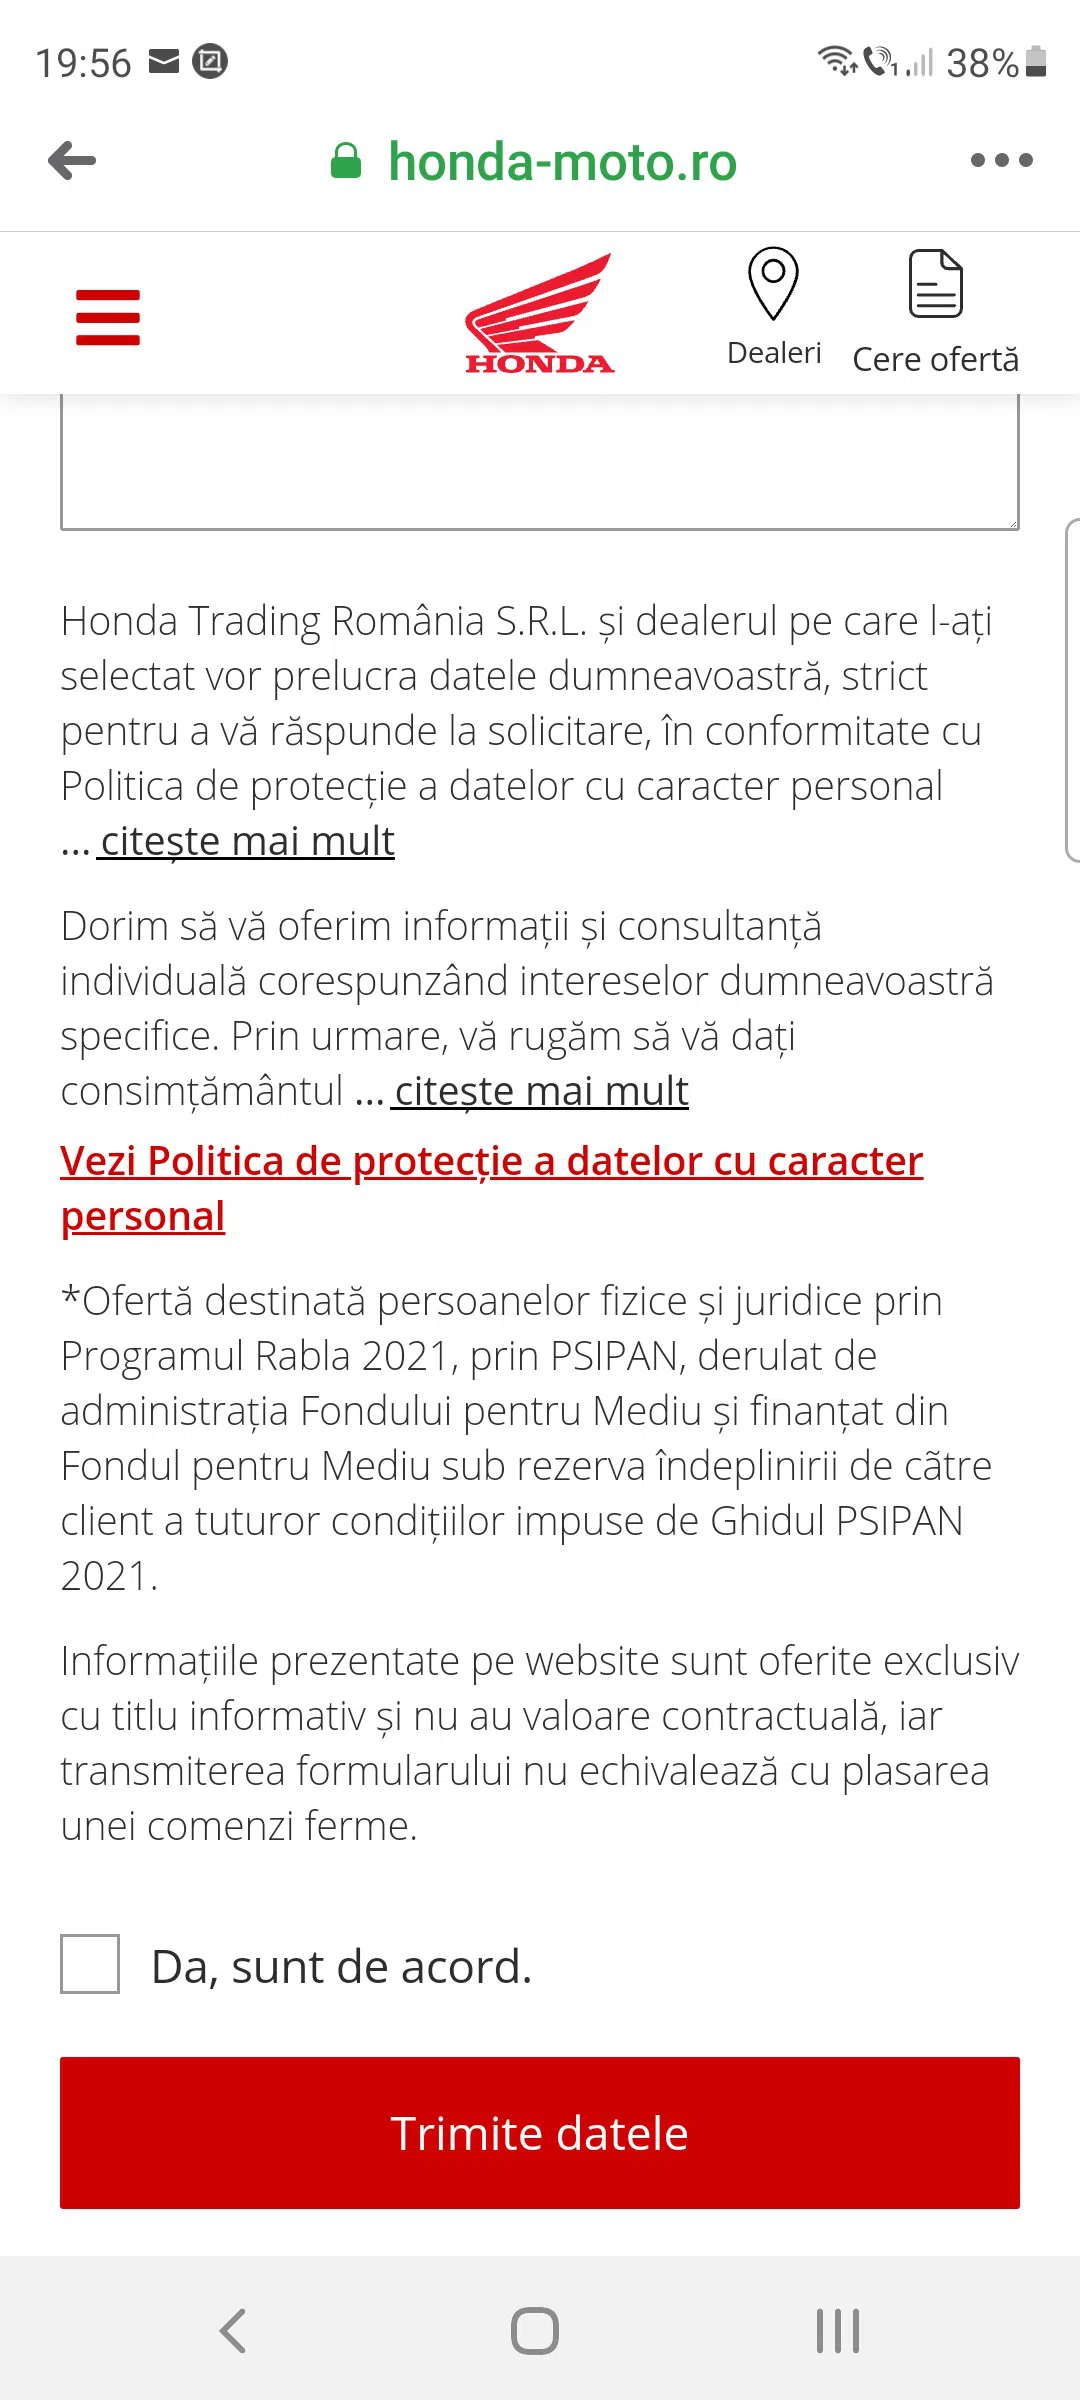 19:56
1
38%
honda-moto.ro
HONDA
Dealeri
Cere ofertă
Honda Trading România S.R.L. și dealerul pe care l-ați
selectat vor prelucra datele dumneavoastră, strict
pentru a vă răspunde la solicitare, în conformitate cu
Politica de protecție a datelor cu caracter personal
... citește mai mult
Dorim să vă oferim informații și consultanță
individuală corespunzând intereselor dumneavoastră
specifice. Prin urmare, vă rugăm să vă dați
consimțământul ... citește mai mult
Vezi Politica de protecție a datelor cu caracter
personal
*Ofertă destinată persoanelor fizice și juridice prin
Programul Rabla 2021, prin PSIPAN, derulat de
administrația Fondului pentru Mediu și finanțat din
Fondul pentru Mediu sub rezerva îndeplinirii de cãtre
client a tuturor condițiilor impuse de Ghidul PSIPAN
2021.
Informațiile prezentate pe website sunt oferite exclusiv
cu titlu informativ și nu au valoare contractuală, iar
transmiterea formularului nu echivalează cu plasarea
unei comenzi ferme.
Da, sunt de acord.
Trimite datele